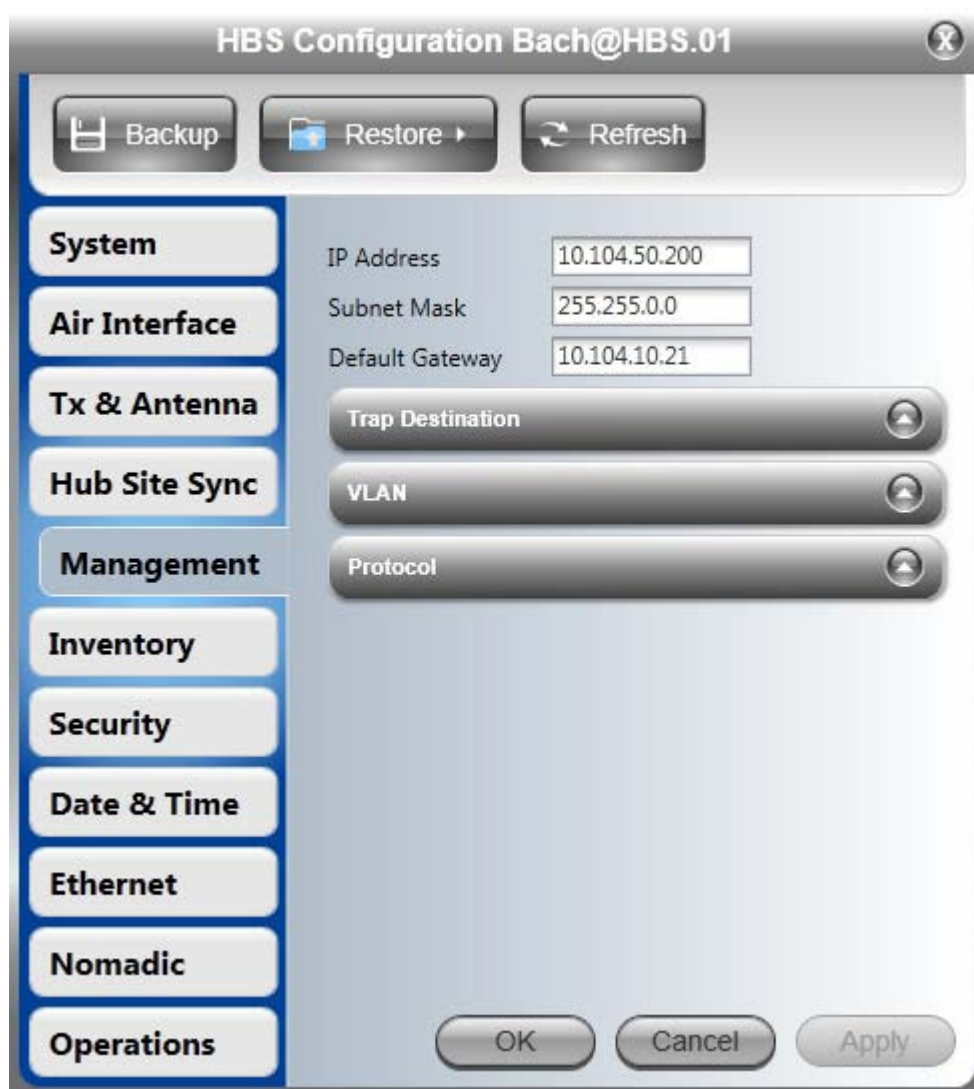 HBS Configuration Bach@HBS.01
X
Backup
Restore
Refresh
System
Air Interface
Tx & Antenna
Hub Site Sync
Management
Inventory
Security
Date & Time
Ethernet
Nomadic
Operations
IP Address 10.104.50.200
Subnet Mask 255.255.0.0
Default Gateway 10.104.10.21
Trap Destination
VLAN
Protocol
OK
Cancel
Apply